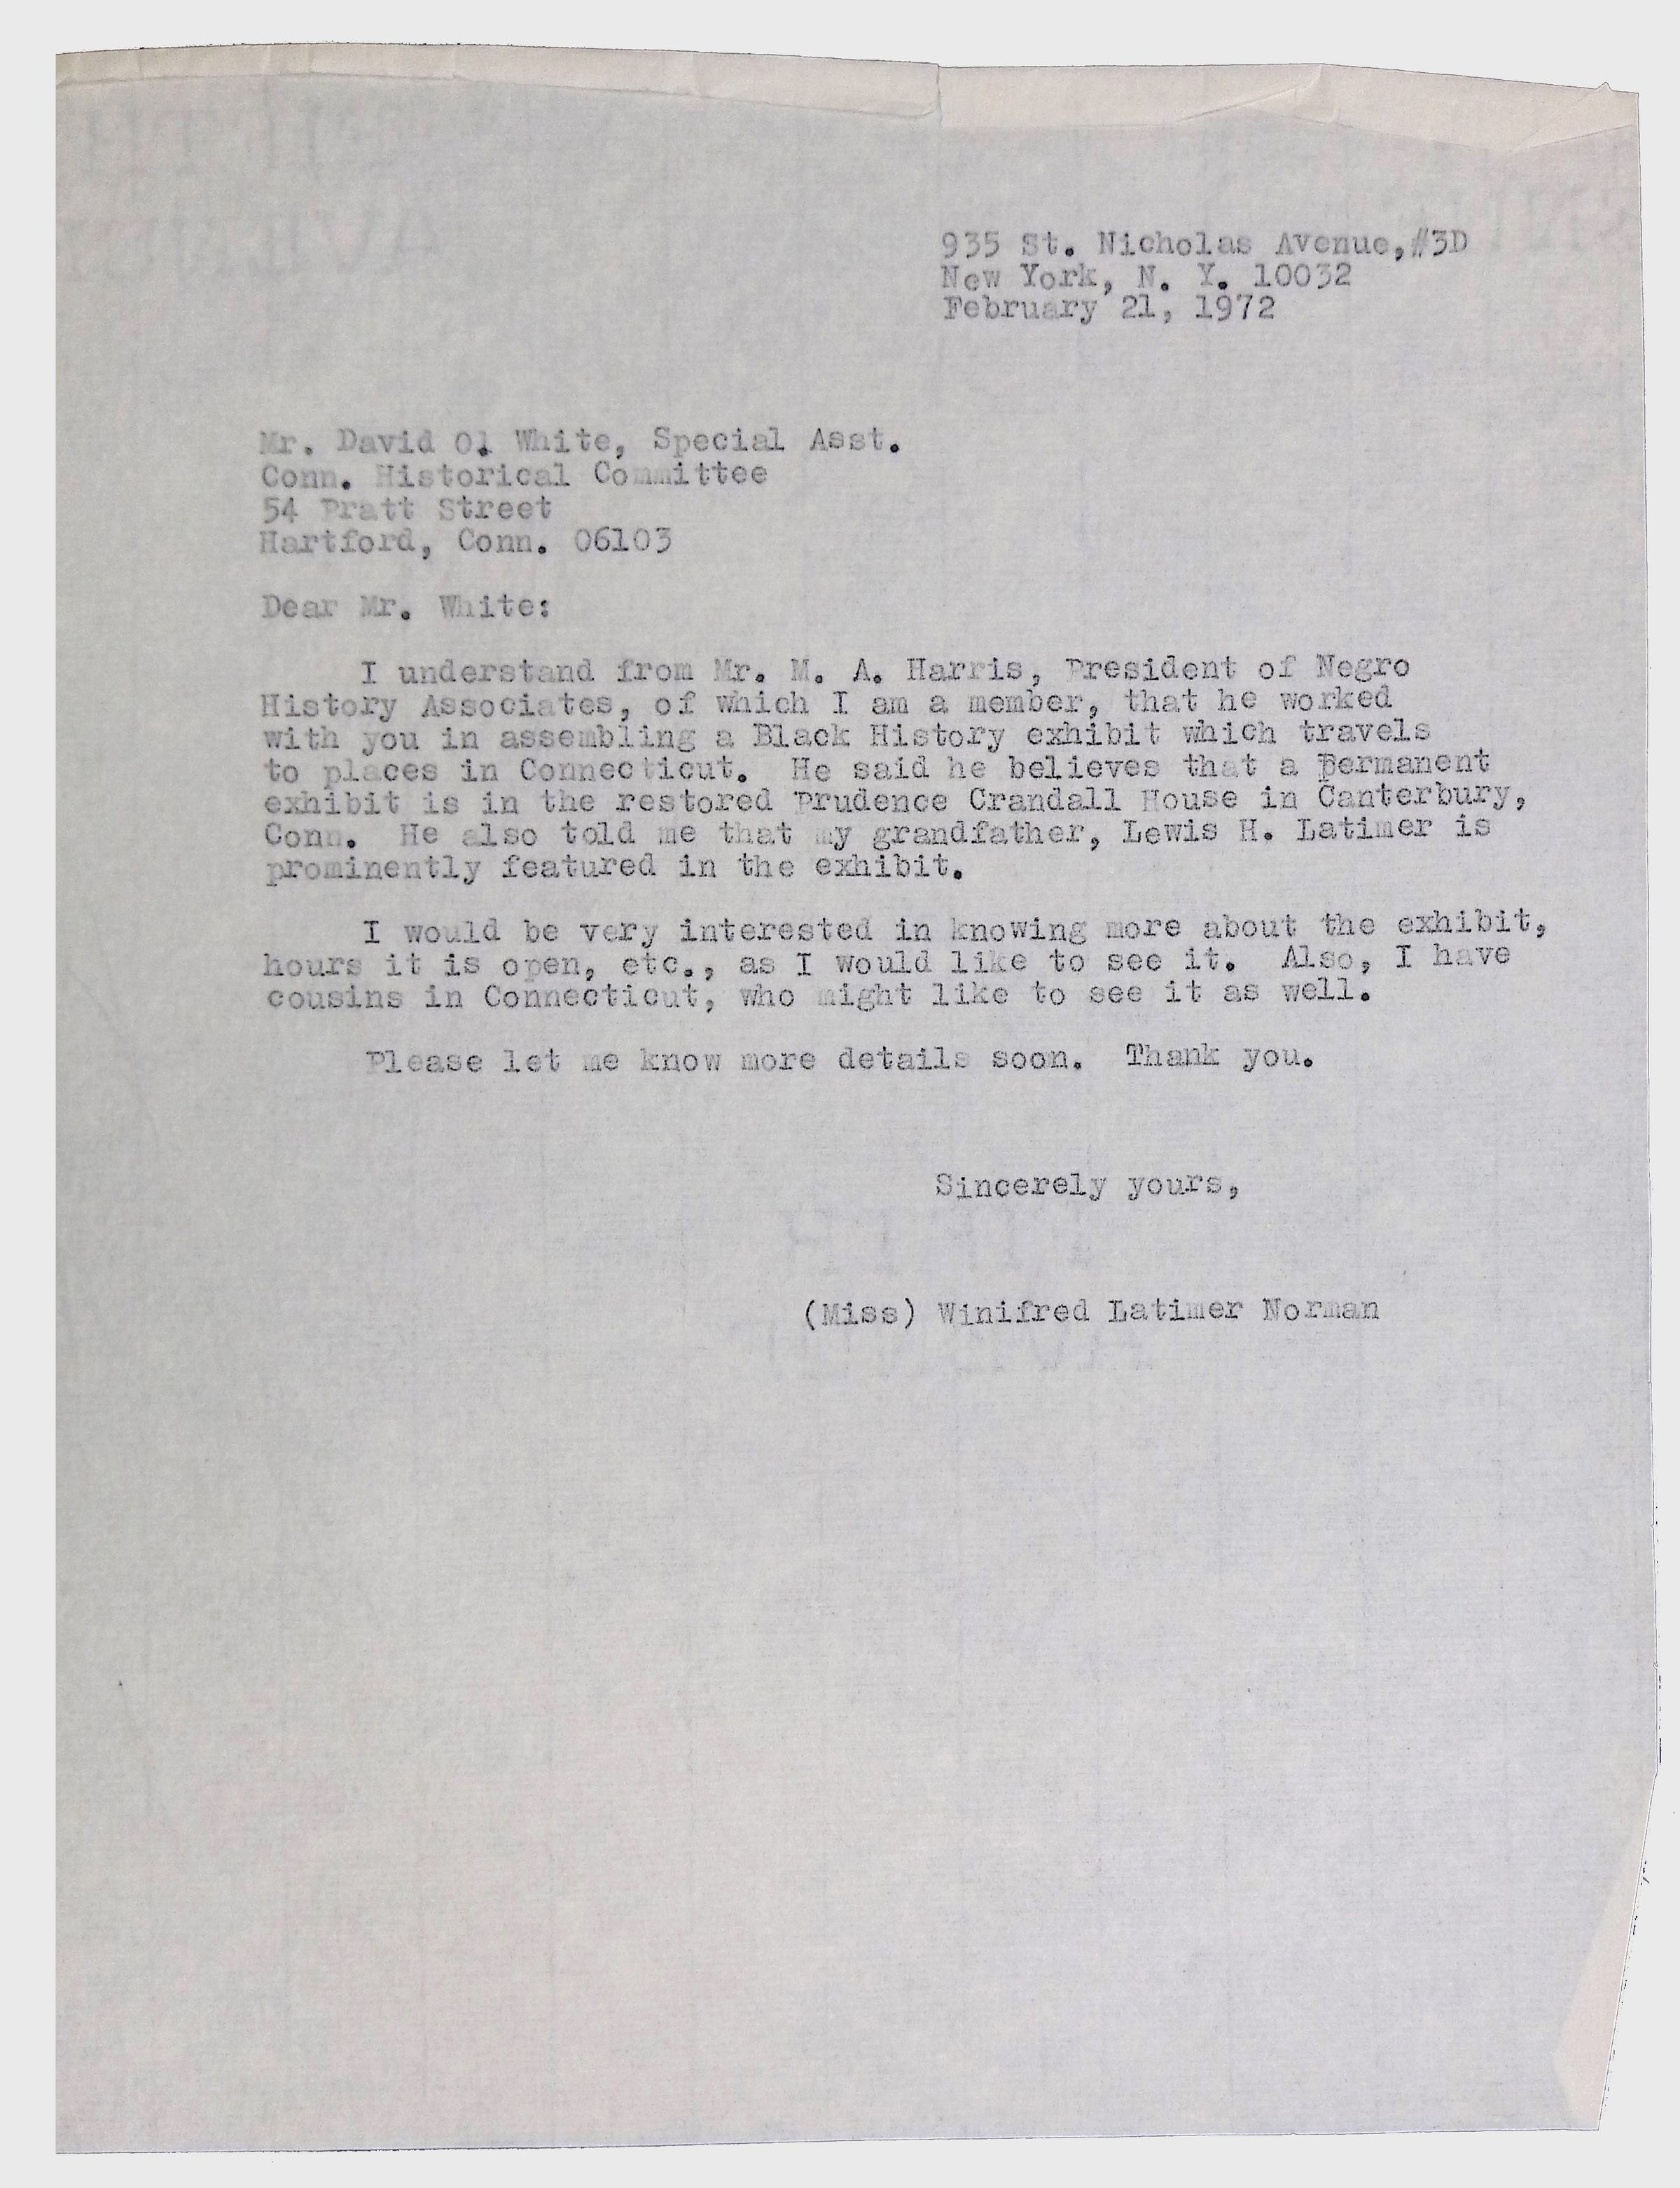 935 St. Nicholas Avenue,#3D
New York, N. Y. 10032
February 21, 1972
Mr. David O. White, Special Asst.
Conn. Historical Committee
54 Pratt Street
Hartford, Conn. 06103
Dear Mr. White:
I understand from Mr. M. A. Harris, President of Negro
History Associates, of which I am a member, that he worked
with you in assembling a Black History exhibit which travels
to places in Connecticut. He said he believes that a permanent
exhibit is in the restored Prudence Crandall House in Canterbury,
Conn. He also told me that my grandfather, Lewis H. Latimer is
prominently featured in the exhibit.
I would be very interested in knowing more about the exhibit,
hours it is open, etc., as I would like to see it. Also, I have
cousins in Connecticut, who might like to see it as well.
Please let me know more details soon. Thank you.
Sincerely yours,
(Miss) Winifred Latimer Norman